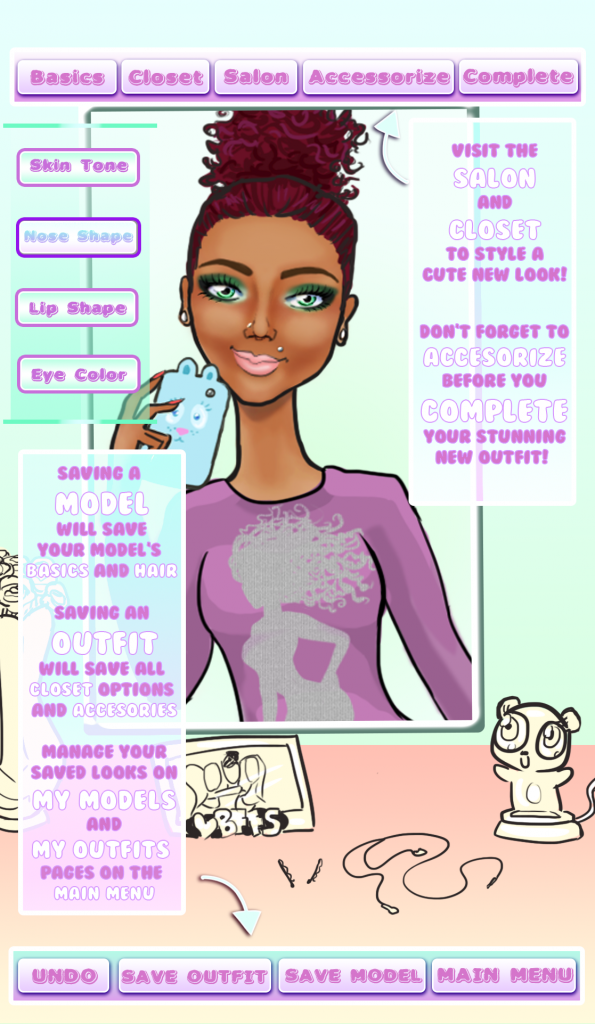 Basics
Closet
Salon
Accessorize
Complete
Skin Tone
Nose Shape
Lip Shape
Eye Color
VISIT THE
SALON
AND
CLOSET
TO STYLE A
CUTE NEW LOOK!
DON'T FORGET TO
ACCESORIZE
BEFORE YOU
COMPLETE
YOUR STUNNING
NEW OUTFIT!
SAVING A
MODEL
WILL SAVE
YOUR MODEL'S
BASICS AND HAIR
SAVING AN
OUTFIT
WILL SAVE ALL
CLOSET OPTIONS
AND ACCESORIES
MANAGE YOUR
SAVED LOOKS ON
MY MODELS
AND
MY OUTFITS
PAGES ON THE
MAIN MENU
BFFS
UNDO
SAVE OUTFIT
SAVE MODEL
MAIN MENU